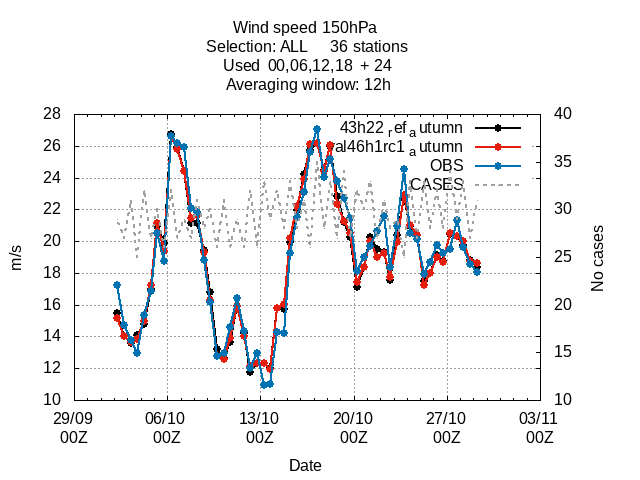 Wind speed 150hPa
Selection: ALL 36 stations
Used 00,06,12,18 + 24
Averaging window: 12h
43h22refautumn
al46h1rc1autumn
OBS
CASES
28
26
24
22
20
18
16
14
12
10
m/s
40
35
30
25
20
15
10
No cases
29/09 06/10 13/10 20/10 27/10 03/11
00Z 00Z 00Z 00Z 00Z 00Z
Date